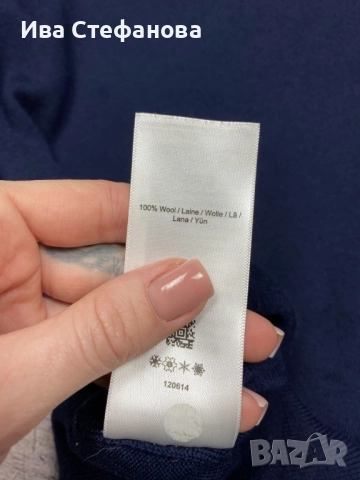 Ива Стефанова
100% Wool / Laine / Wolle / Lã /
Lana / Yün
120614
BAZAR